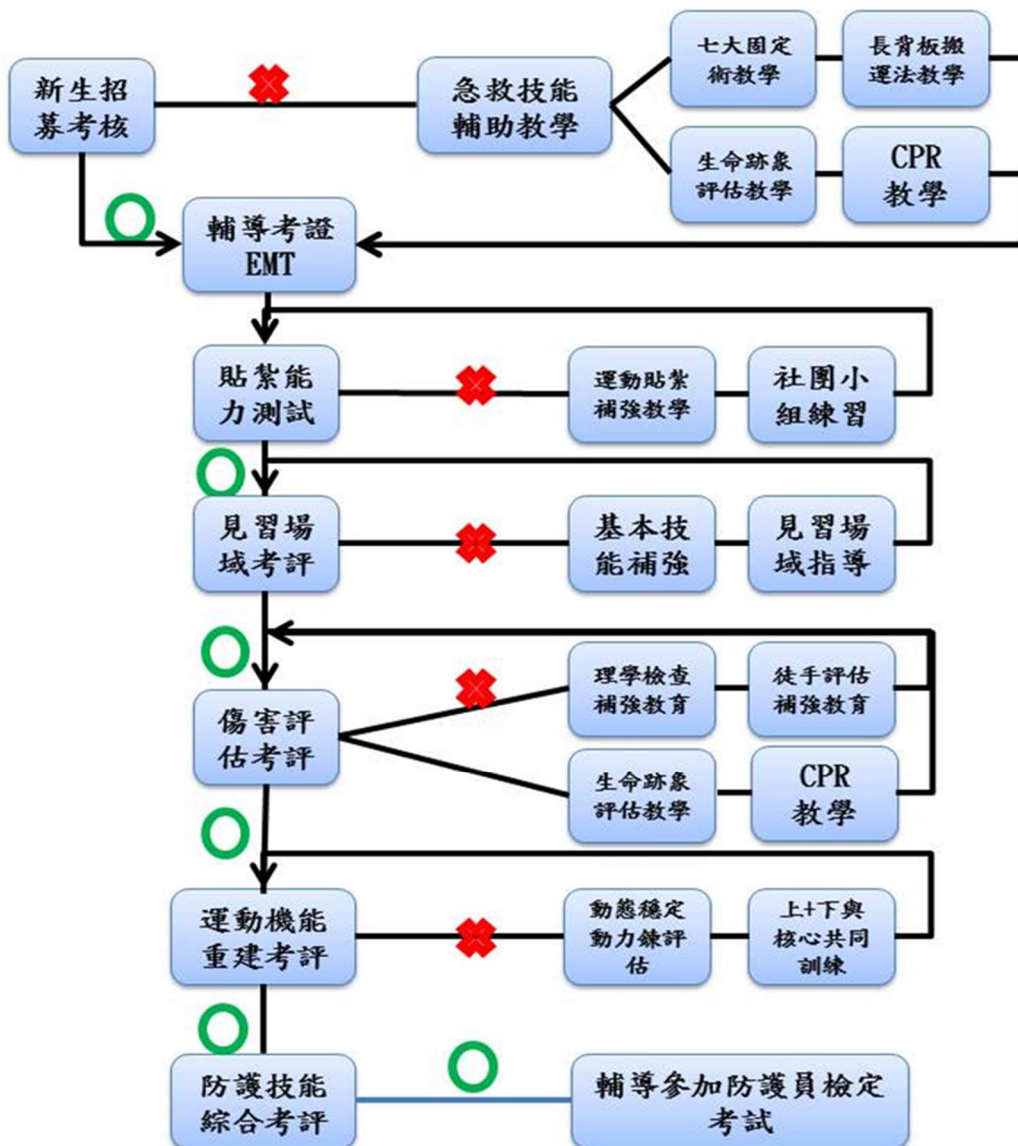 新生招
募考核
急救技能
輔助教學
七大固定
術教學
長背板搬
運法教學
生命跡象
評估教學
CPR
教學
輔導考證
EMT
貼紮能
力測試
運動貼紮
補強教學
社團小
組練習
見習場
域考評
基本技
能補強
見習場
域指導
傷害評
估考評
理學檢查
補強教育
徒手評估
補強教育
生命跡象
評估教學
CPR
教學
運動機能
重建考評
動態穩定
動力鍊評
估
上+下與
核心共同
訓練
防護技能
綜合考評
輔導參加防護員檢定
考試